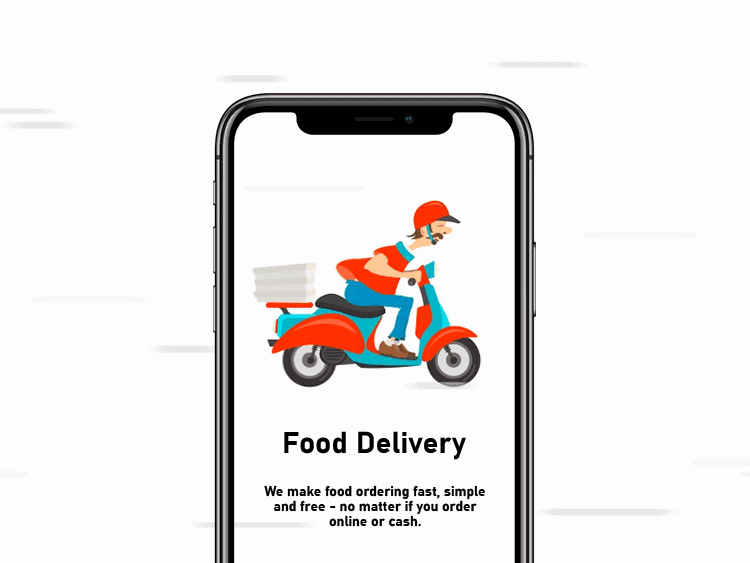 Food Delivery
We make food ordering fast, simple
and free - no matter if you order
online or cash.